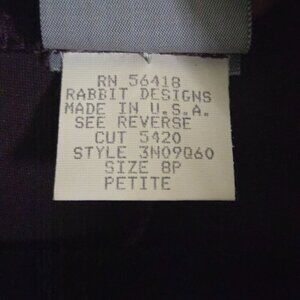 RN 56418
RABBIT DESIGNS
MADE IN U.S.A.
SEE REVERSE
CUT 5420
STYLE 3N09Q60
SIZE 8P
PETITE